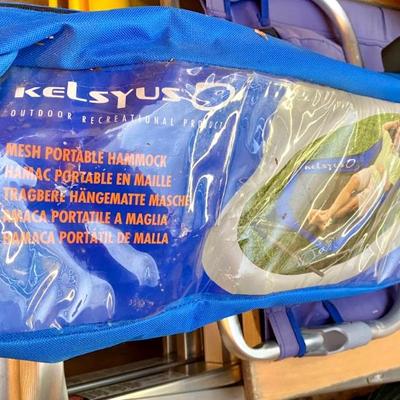 KELSYUS
OUTDOOR RECREATIONAL PRODUCTS
MESH PORTABLE HAMMOCK
HAMAC PORTABLE EN MAILLE
TRAGBERE HÄNGEMATTE MASCHE
AMACA PORTATILE A MAGLIA
HAMACA PORTATIL DE MALLA
KELSYUS